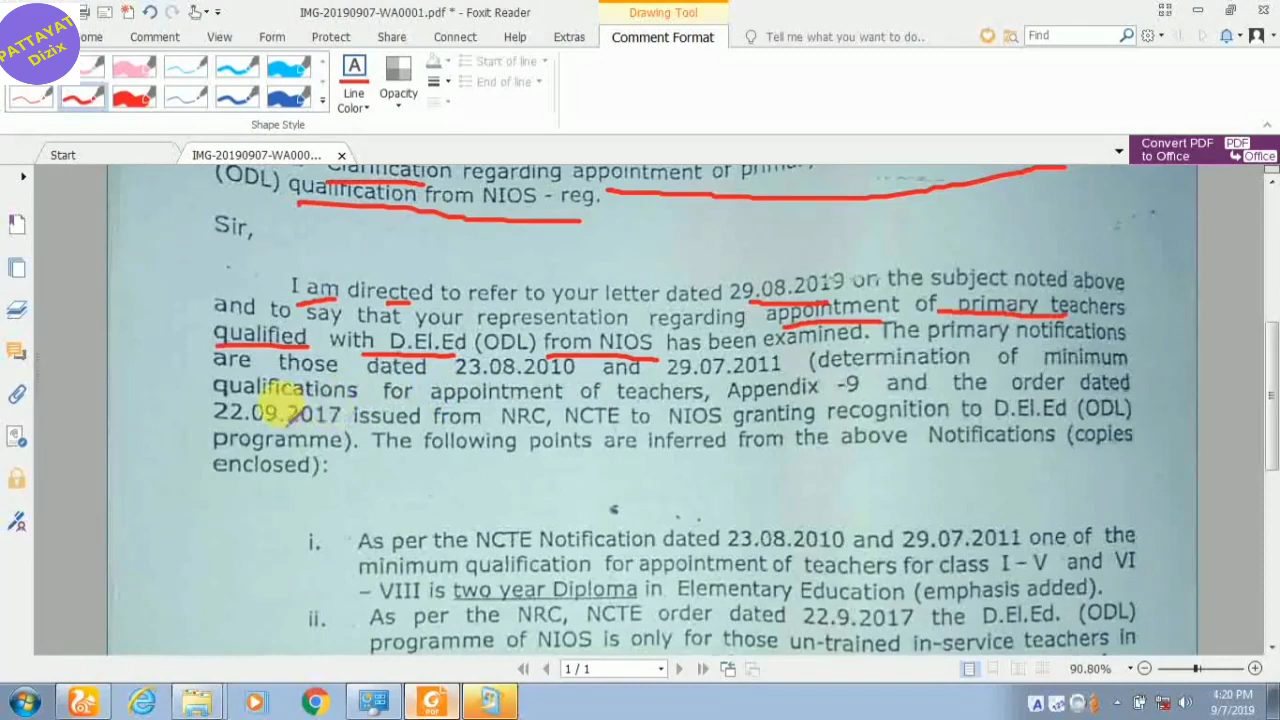 PATTAYAT
Dizix
IMG-20190907-WA0001.pdf * - Foxit Reader
Drawing Tool
ome Comment View Form Protect Share Connect Help Extras Comment Format Tell me what you want to do.. Find
Line
Color
Opacity
Start of line
End of line
Shape Style
Start
IMG-20190907-WA000...
Convert PDF
to Office
PDF
Office
Clarification regarding appointment of
(ODL) qualification from NIOS - reg.
Sir,
I am directed to refer to your letter dated 29.08.2019 on the subject noted above
and to say that your representation regarding appointment of primary teachers
qualified with D.El.Ed (ODL) from NIOS has been examined. The primary notifications
are those dated 23.08.2010 and 29.07.2011 (determination of minimum
qualifications for appointment of teachers, Appendix -9 and the order dated
22.09.2017 issued from NRC, NCTE to NIOS granting recognition to D.El.Ed (ODL)
programme). The following points are inferred from the above Notifications (copies
enclosed):
i. As per the NCTE Notification dated 23.08.2010 and 29.07.2011 one of the
minimum qualification for appointment of teachers for class I – V and VI
– VIII is two year Diploma in Elementary Education (emphasis added).
ii. As per the NRC, NCTE order dated 22.9.2017 the D.El.Ed. (ODL)
programme of NIOS is only for those un-trained in-service teachers in
1 / 1
90.80%
4:20 PM
9/7/2019